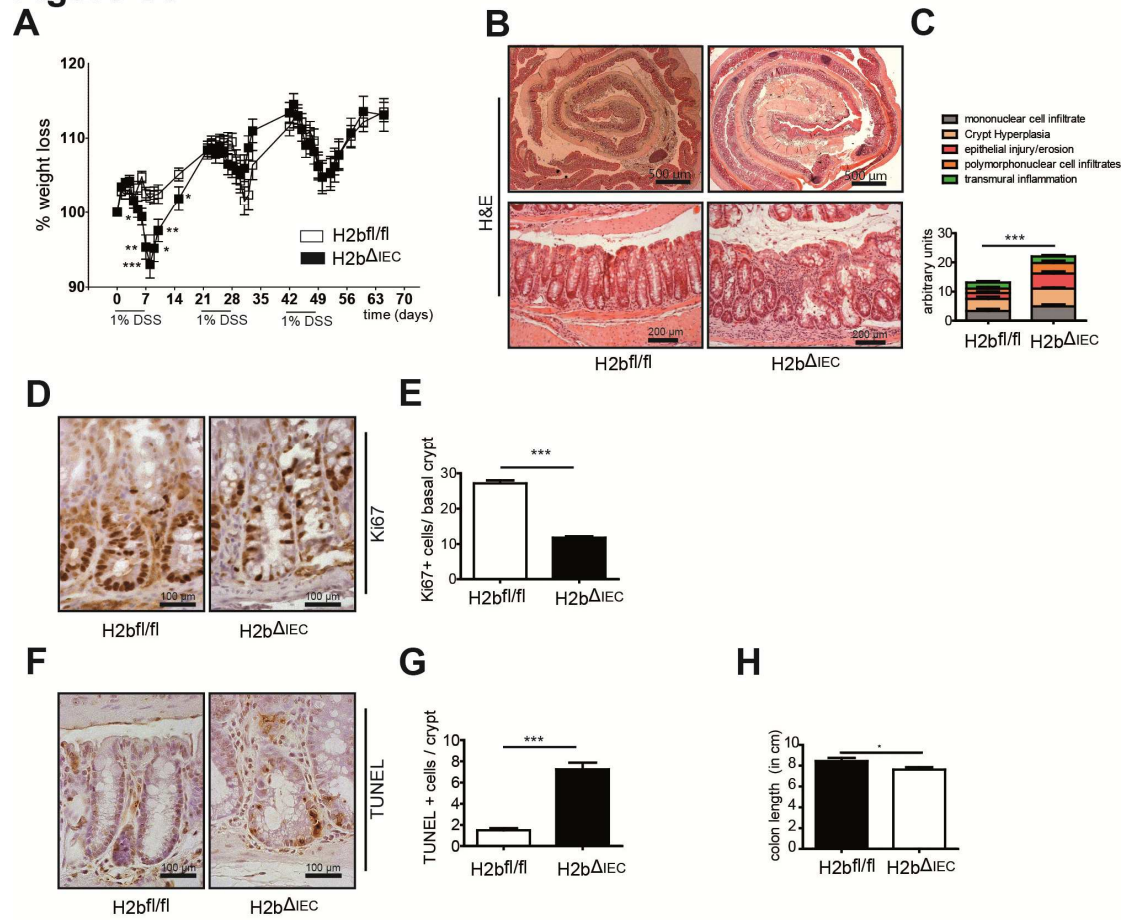 A
120
110
100
90
% weight loss
*
**
***
**
*
*
H2bfl/fl
H2bΔIEC
0 7 14 21 28 35 42 49 56 63 70
time (days)
1% DSS 1% DSS 1% DSS
B
H&E
500 µm
500 µm
200 µm
200 µm
H2bfl/fl H2bΔIEC
C
mononuclear cell infiltrate
Crypt Hyperplasia
epithelial injury/erosion
polymorphonuclear cell infiltrates
transmural inflammation
***
30
20
10
0
arbitrary units
H2bfl/fl H2bΔIEC
D
Ki67
100 µm
100 µm
H2bfl/fl H2bΔIEC
E
***
30
20
10
0
Ki67+ cells/ basal crypt
H2bfl/fl H2bΔIEC
F
TUNEL
100 µm
100 µm
H2bfl/fl H2bΔIEC
G
***
10
8
6
4
2
0
TUNEL + cells / crypt
H2bfl/fl H2bΔIEC
H
*
10
8
6
4
2
0
colon length (in cm)
H2bfl/fl H2bΔIEC